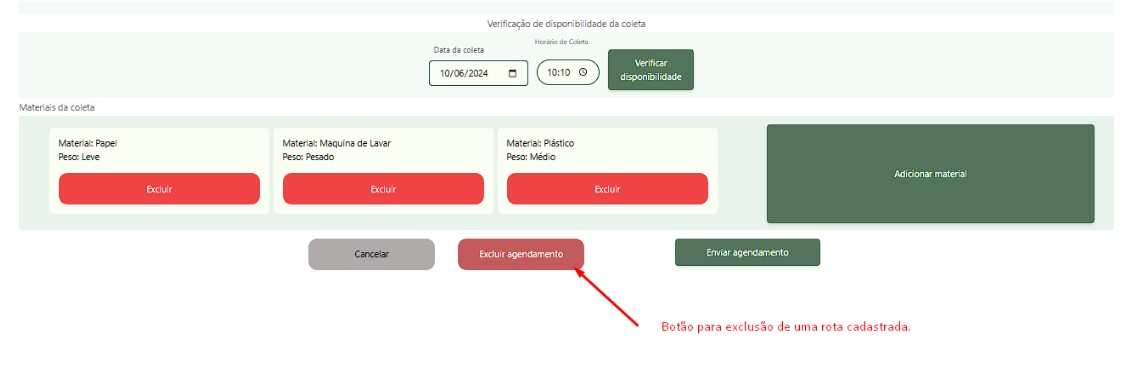 Verificação de disponibilidade da coleta
Data da coleta
Horário de Coleta
10/06/2024
10:10
Verificar
disponibilidade
Materiais da coleta
Material: Papel
Peso: Leve
Excluir
Material: Maquina de Lavar
Peso: Pesado
Excluir
Material: Plástico
Peso: Médio
Excluir
Adicionar material
Cancelar
Excluir agendamento
Enviar agendamento
Botão para exclusão de uma rota cadastrada.